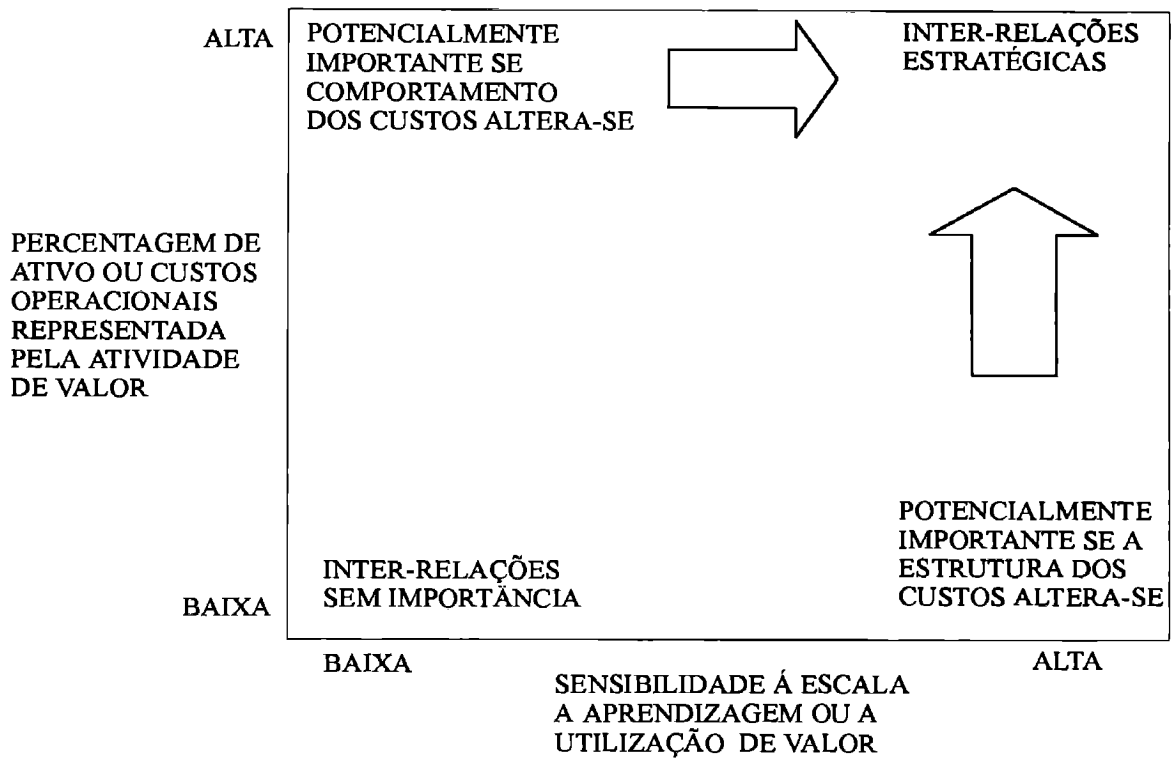 ALTA
POTENCIALMENTE
IMPORTANTE SE
COMPORTAMENTO
DOS CUSTOS ALTERA-SE
INTER-RELAÇÕES
ESTRATÉGICAS
PERCENTAGEM DE
ATIVO OU CUSTOS
OPERACIONAIS
REPRESENTADA
PELA ATIVIDADE
DE VALOR
INTER-RELAÇÕES
SEM IMPORTÂNCIA
POTENCIALMENTE
IMPORTANTE SE A
ESTRUTURA DOS
CUSTOS ALTERA-SE
BAIXA
BAIXA
ALTA
SENSIBILIDADE Á ESCALA
A APRENDIZAGEM OU A
UTILIZAÇÃO DE VALOR